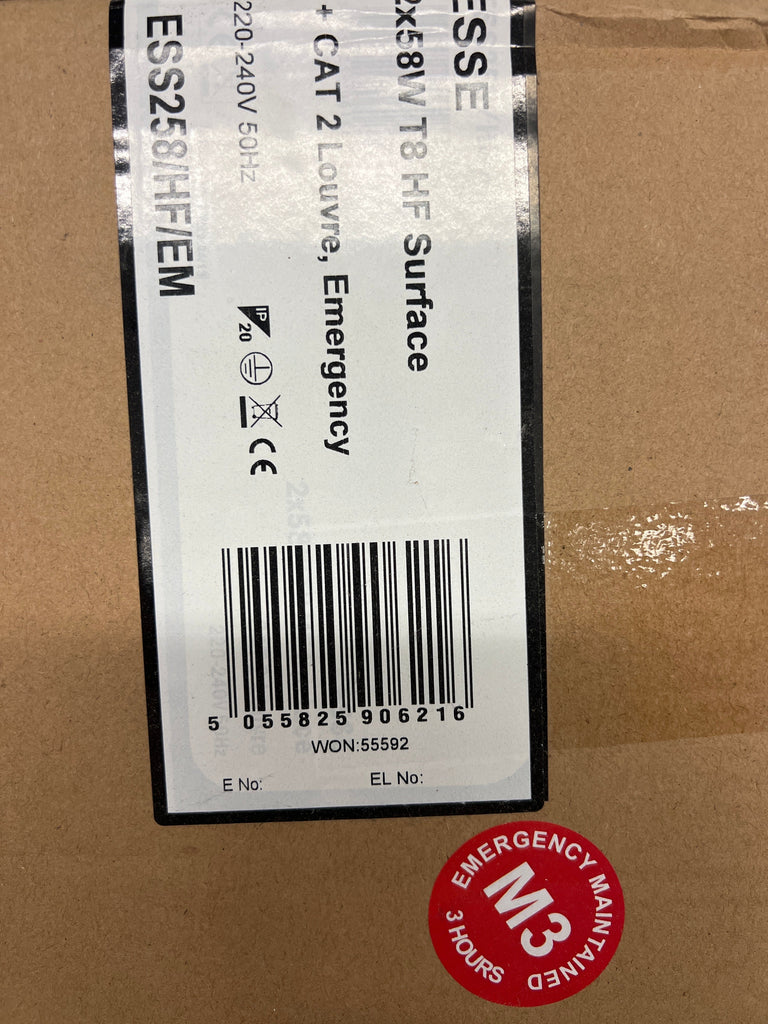 ESSE
2x58W T8 HF Surface
+ CAT 2 Louvre, Emergency
220-240V 50Hz
IP 20 CE
ESS258/HF/EM
5 055825 906216
WON:55592
E No: EL No:
EMERGENCY MAINTAINED
M3
3 HOURS